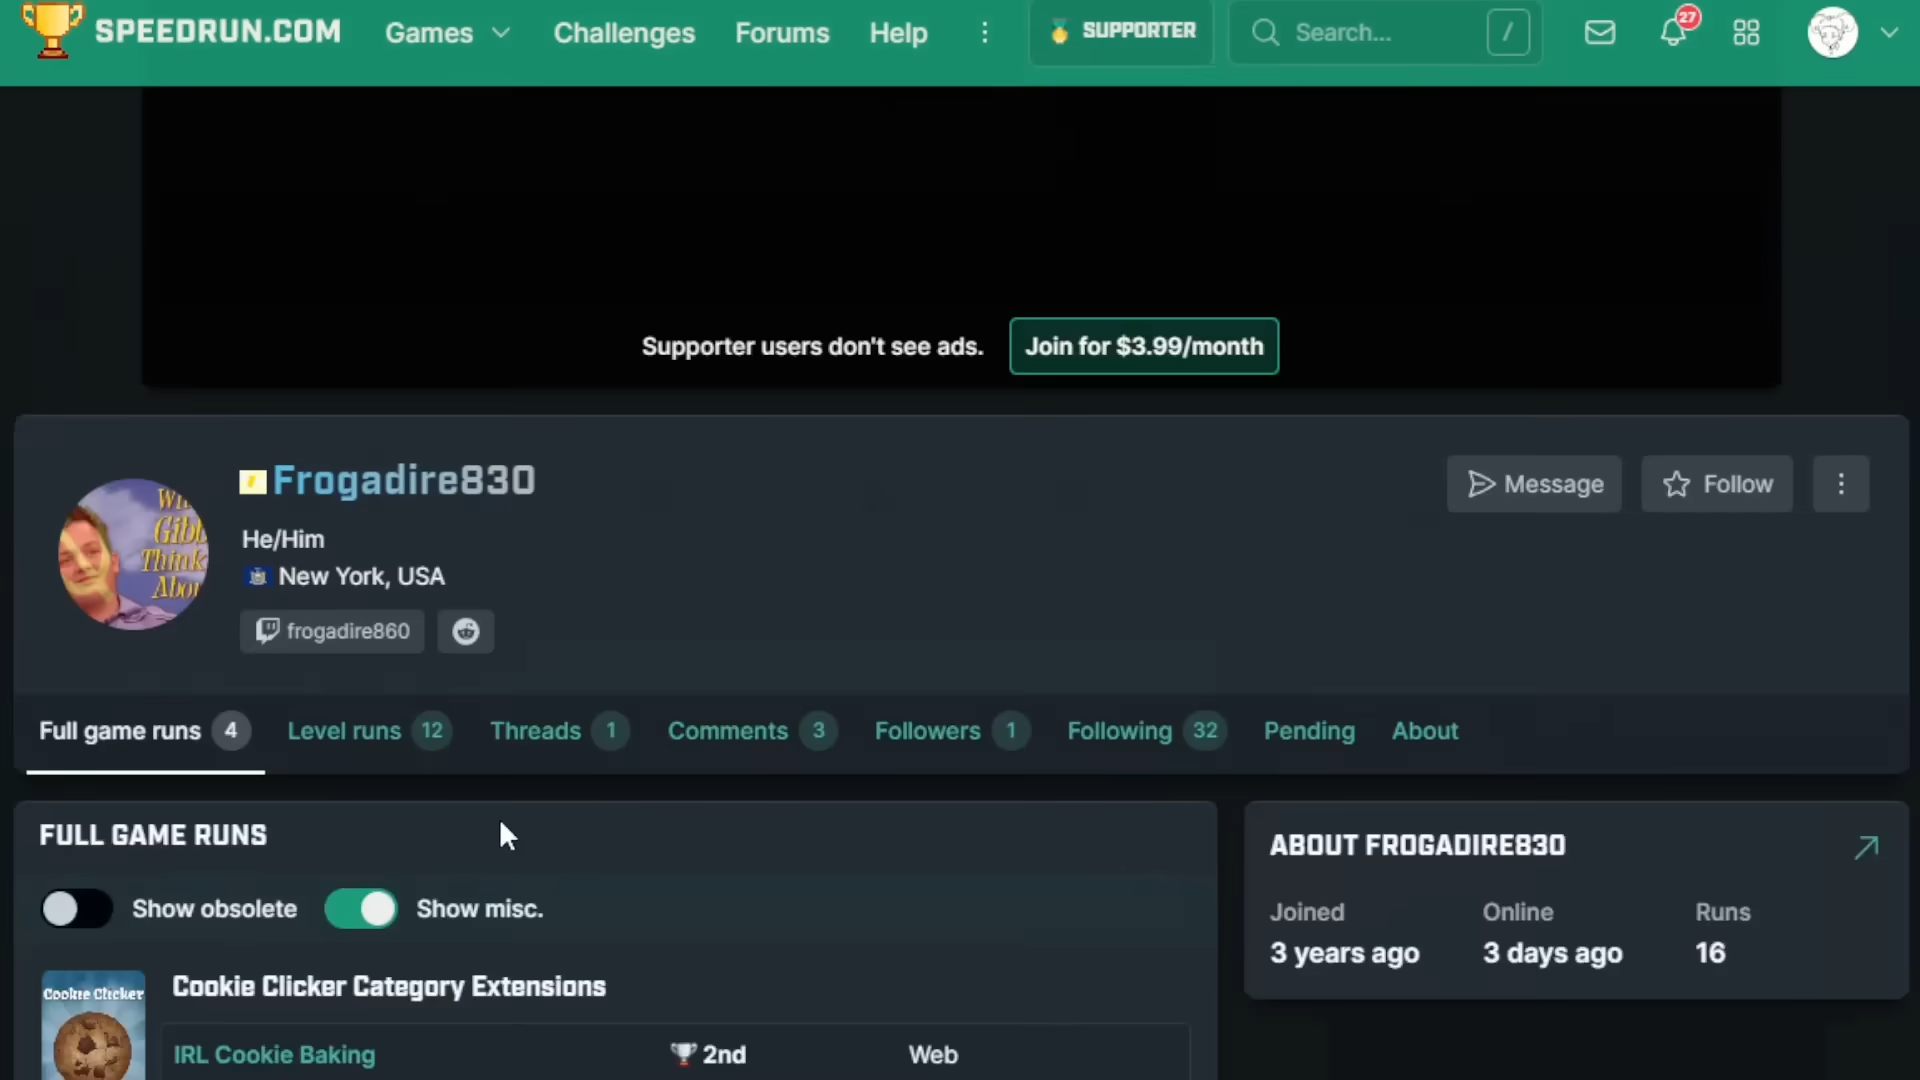 SPEEDRUN.COM Games Challenges Forums Help SUPPORTER Search... / 27
Supporter users don't see ads. Join for $3.99/month
Frogadire830
He/Him
New York, USA
frogadire860
Message Follow
Full game runs 4 Level runs 12 Threads 1 Comments 3 Followers 1 Following 32 Pending About
FULL GAME RUNS
Show obsolete Show misc.
Cookie Clicker
Cookie Clicker Category Extensions
IRL Cookie Baking 2nd Web
ABOUT FROGADIRE830
Joined Online Runs
3 years ago 3 days ago 16